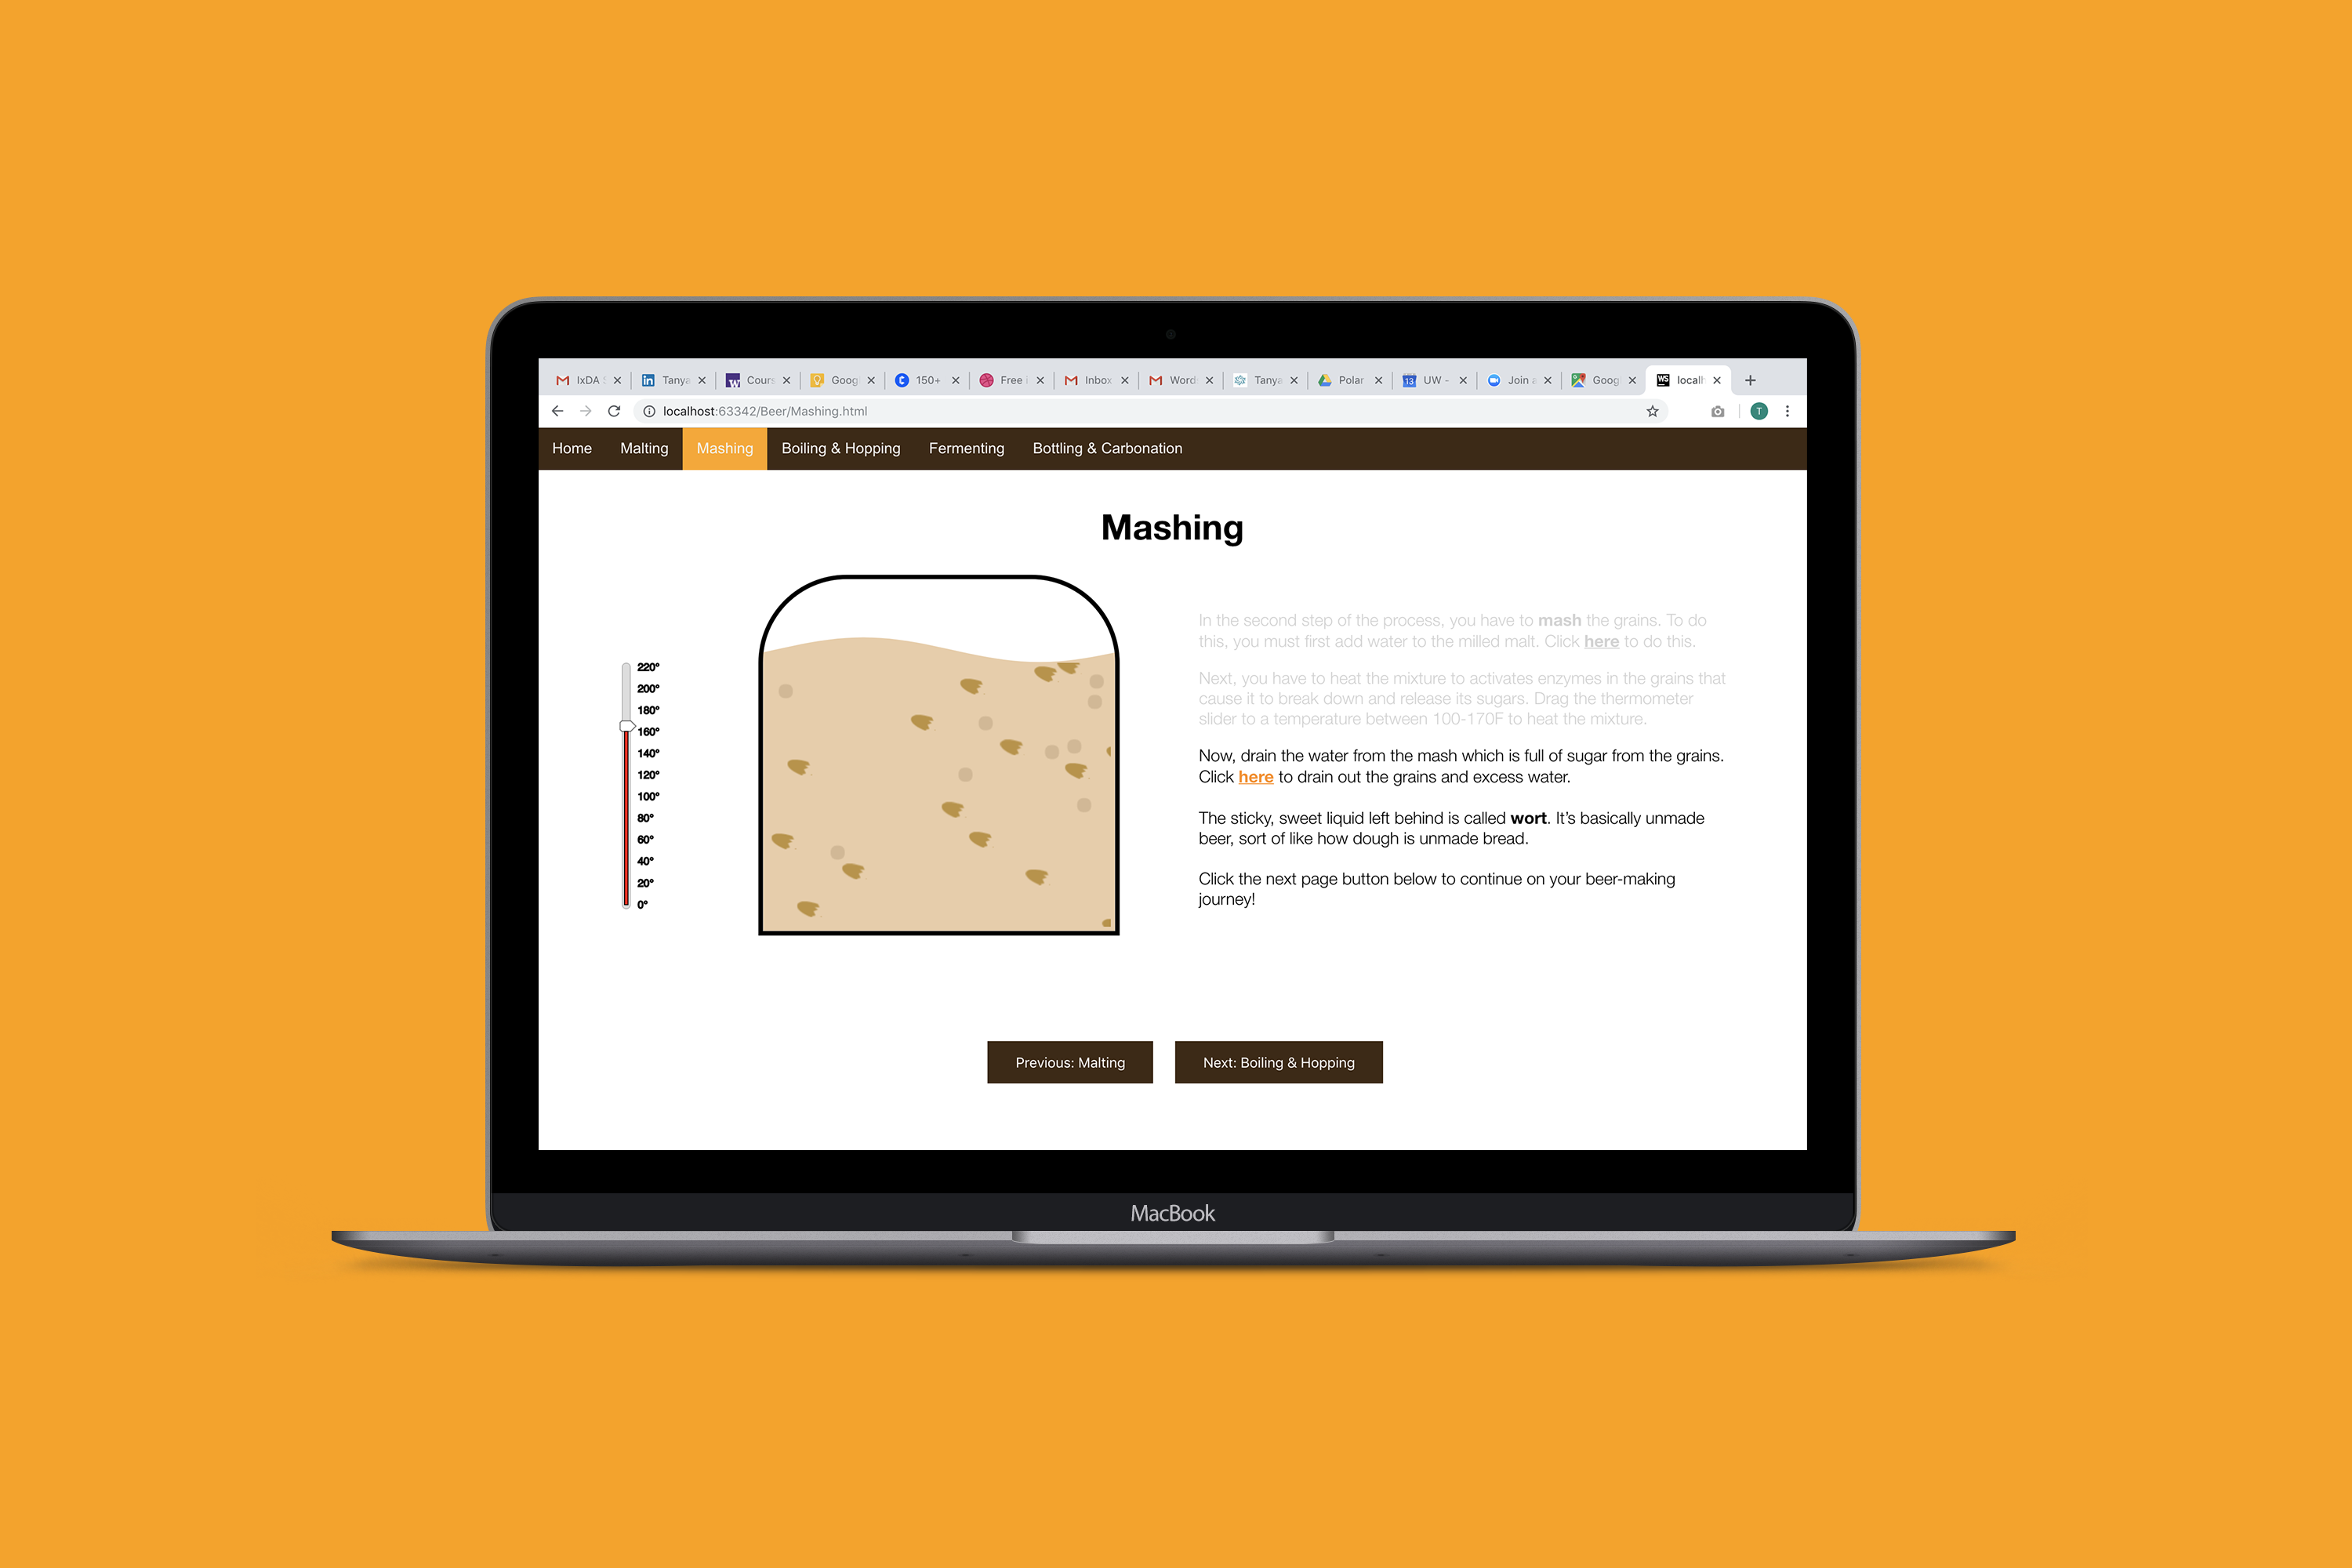 IxDA
Tanya
Cours
Goog
150+
Free
Inbox
Word
Tanya
Polar
13
UW -
Join a
Goog
WS
localh
localhost:63342/Beer/Mashing.html
T
Home
Malting
Mashing
Boiling & Hopping
Fermenting
Bottling & Carbonation
Mashing
220°
200°
180°
160°
140°
120°
100°
80°
60°
40°
20°
0°
In the second step of the process, you have to mash the grains. To do
this, you must first add water to the milled malt. Click here to do this.
Next, you have to heat the mixture to activates enzymes in the grains that
cause it to break down and release its sugars. Drag the thermometer
slider to a temperature between 100-170F to heat the mixture.
Now, drain the water from the mash which is full of sugar from the grains.
Click here to drain out the grains and excess water.
The sticky, sweet liquid left behind is called wort. It’s basically unmade
beer, sort of like how dough is unmade bread.
Click the next page button below to continue on your beer-making
journey!
Previous: Malting
Next: Boiling & Hopping
MacBook